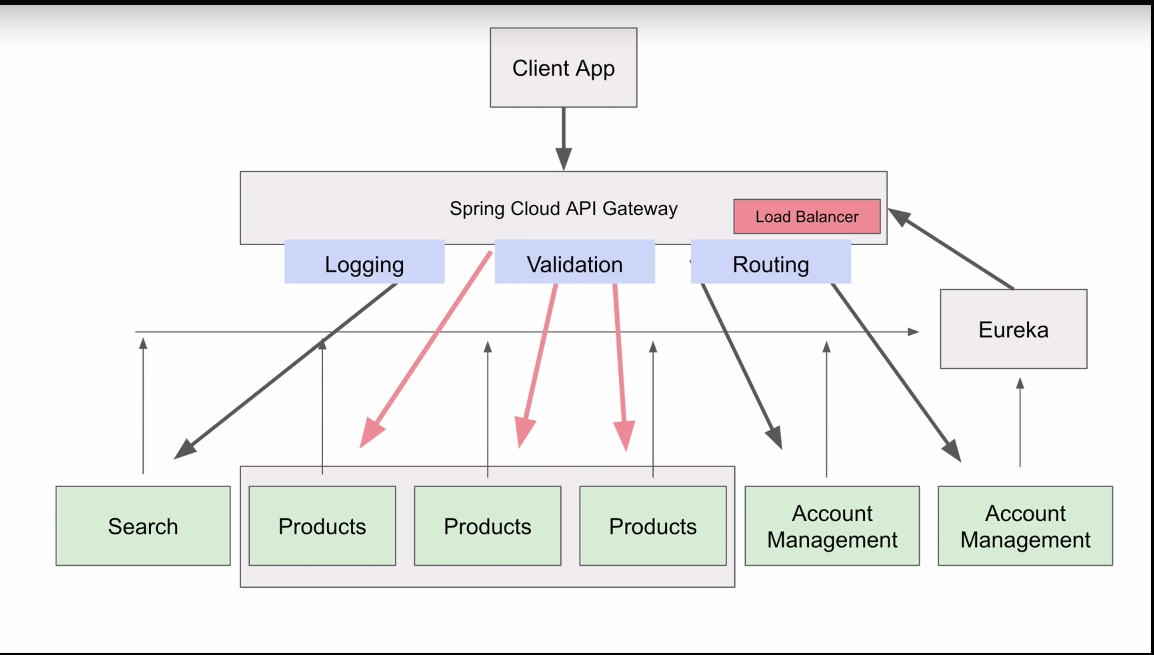 Client App
Spring Cloud API Gateway
Load Balancer
Logging
Validation
Routing
Eureka
Search
Products
Products
Products
Account
Management
Account
Management